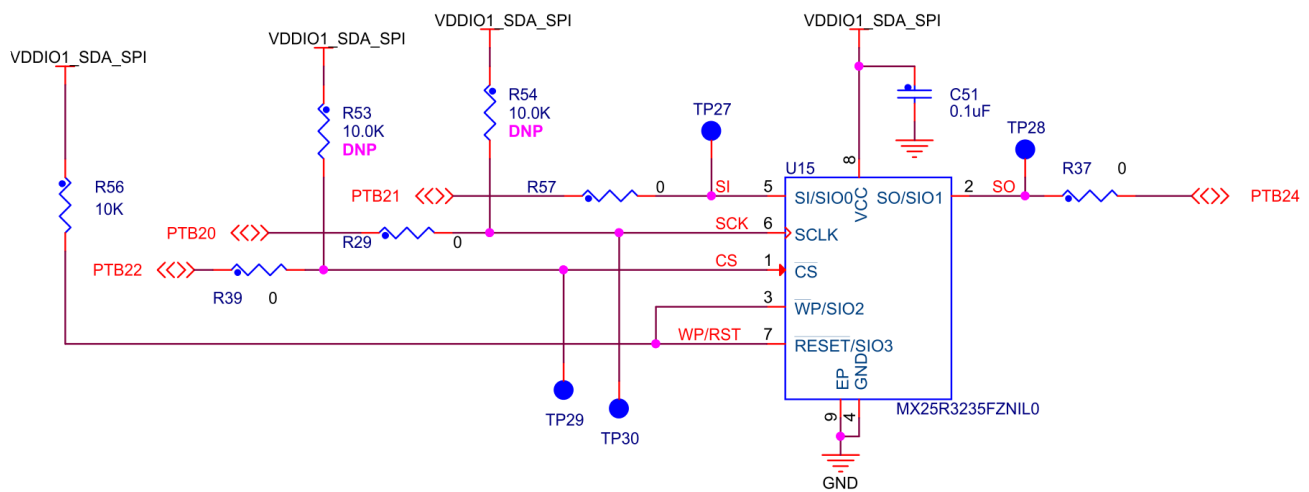 VDDIO1_SDA_SPI
VDDIO1_SDA_SPI
VDDIO1_SDA_SPI
VDDIO1_SDA_SPI
R53
10.0K
DNP
R54
10.0K
DNP
C51
0.1uF
TP27
TP28
R56
10K
U15
8
VCC
R37
0
PTB21
R57
0
SI
5
SI/SIO0
SO/SIO1
2
SO
PTB24
PTB20
R29
0
SCK
6
SCLK
PTB22
R39
0
CS
1
CS
3
WP/SIO2
WP/RST
7
RESET/SIO3
EP
GND
9
4
MX25R3235FZNIL0
TP29
TP30
GND